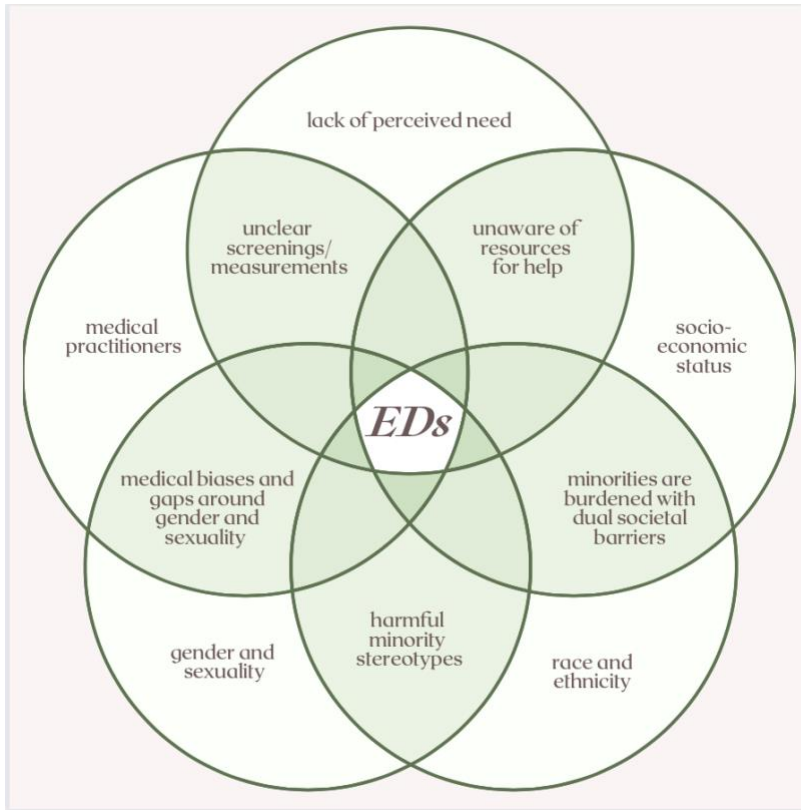 lack of perceived need
unclear
screenings/
measurements
unaware of
resources
for help
medical
practitioners
socio-
economic
status
EDs
medical biases and
gaps around
gender and
sexuality
minorities are
burdened with
dual societal
barriers
harmful
minority
stereotypes
gender and
sexuality
race and
ethnicity